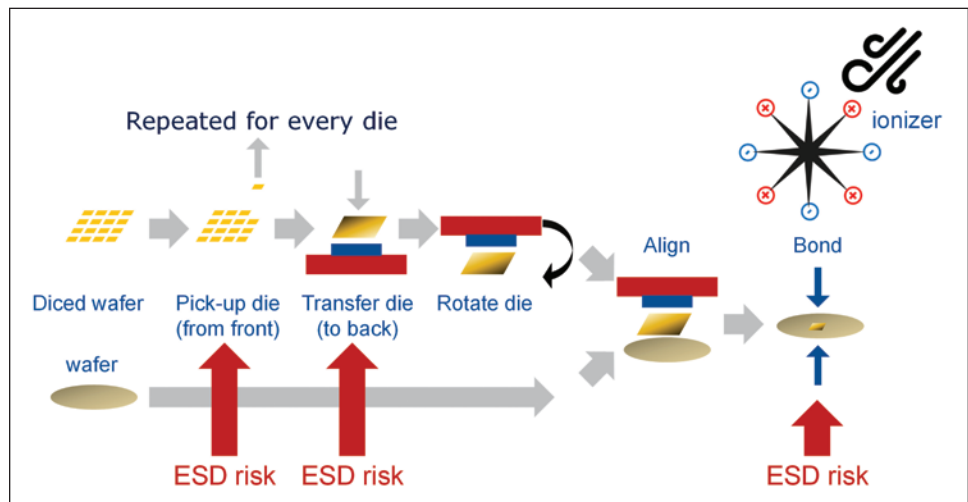 Repeated for every die
ionizer
Align
Bond
Diced wafer
Pick-up die
(from front)
Transfer die
(to back)
Rotate die
wafer
ESD risk
ESD risk
ESD risk